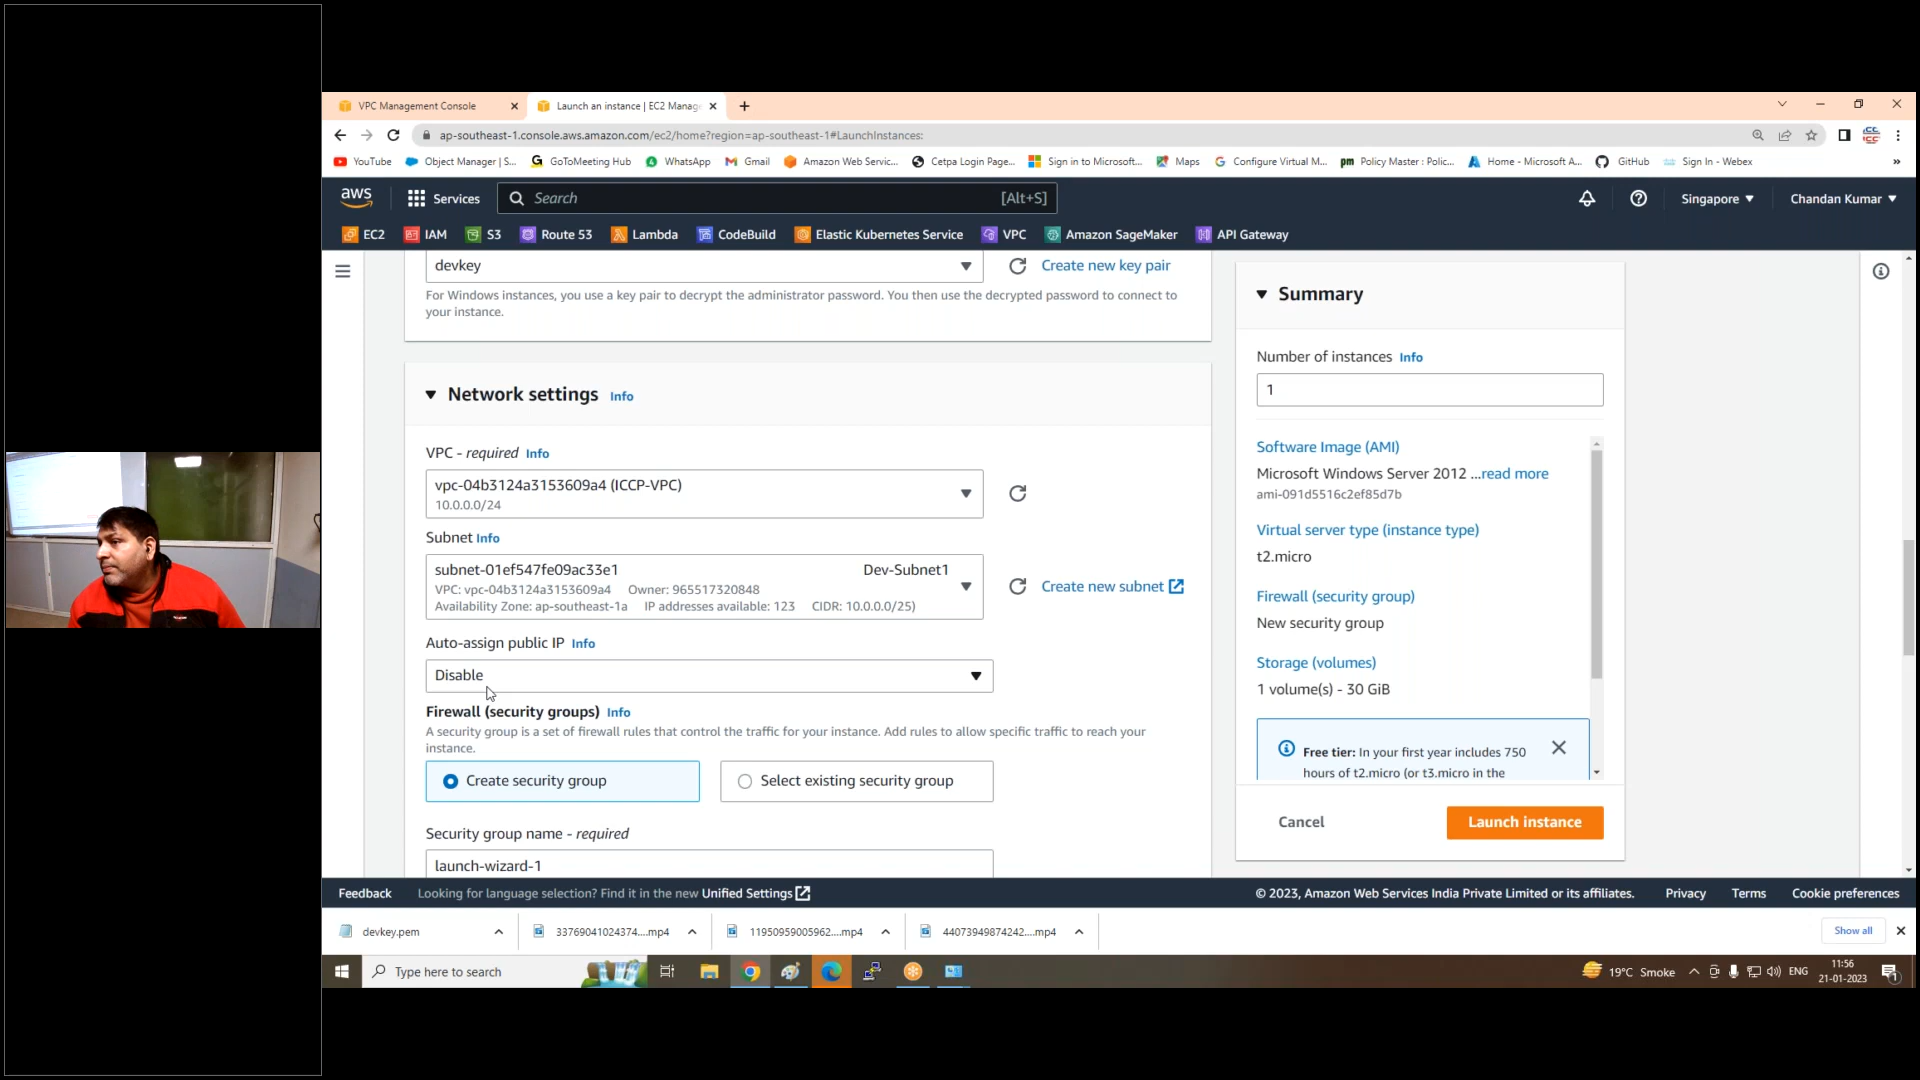 VPC Management Console
Launch an instance | EC2 Manag
ap-southeast-1.console.aws.amazon.com/ec2/home?region=ap-southeast-1#LaunchInstances:
YouTube
Object Manager | S...
GoToMeeting Hub
WhatsApp
Gmail
Amazon Web Servic...
Cetpa Login Page...
Sign in to Microsoft...
Maps
Configure Virtual M...
pm Policy Master : Polic...
Home - Microsoft A...
GitHub
Sign In - Webex
aws
Services
Search
[Alt+S]
Singapore
Chandan Kumar
EC2
IAM
S3
Route 53
Lambda
CodeBuild
Elastic Kubernetes Service
VPC
Amazon SageMaker
API Gateway
devkey
Create new key pair
For Windows instances, you use a key pair to decrypt the administrator password. You then use the decrypted password to connect to
your instance.
Network settings Info
VPC - required Info
vpc-04b3124a3153609a4 (ICCP-VPC)
10.0.0.0/24
Subnet Info
subnet-01ef547fe09ac33e1 Dev-Subnet1
VPC: vpc-04b3124a3153609a4 Owner: 965517320848
Availability Zone: ap-southeast-1a IP addresses available: 123 CIDR: 10.0.0.0/25)
Create new subnet
Auto-assign public IP Info
Disable
Firewall (security groups) Info
A security group is a set of firewall rules that control the traffic for your instance. Add rules to allow specific traffic to reach your
instance.
Create security group
Select existing security group
Security group name - required
launch-wizard-1
Summary
Number of instances Info
1
Software Image (AMI)
Microsoft Windows Server 2012 ...read more
ami-091d5516c2ef85d7b
Virtual server type (instance type)
t2.micro
Firewall (security group)
New security group
Storage (volumes)
1 volume(s) - 30 GiB
Free tier: In your first year includes 750
hours of t2.micro (or t3.micro in the
Cancel
Launch instance
Feedback
Looking for language selection? Find it in the new Unified Settings
© 2023, Amazon Web Services India Private Limited or its affiliates.
Privacy
Terms
Cookie preferences
devkey.pem
33769041024374....mp4
11950959005962....mp4
44073949874242....mp4
Show all
Type here to search
19°C Smoke
ENG
11:56
21-01-2023
1